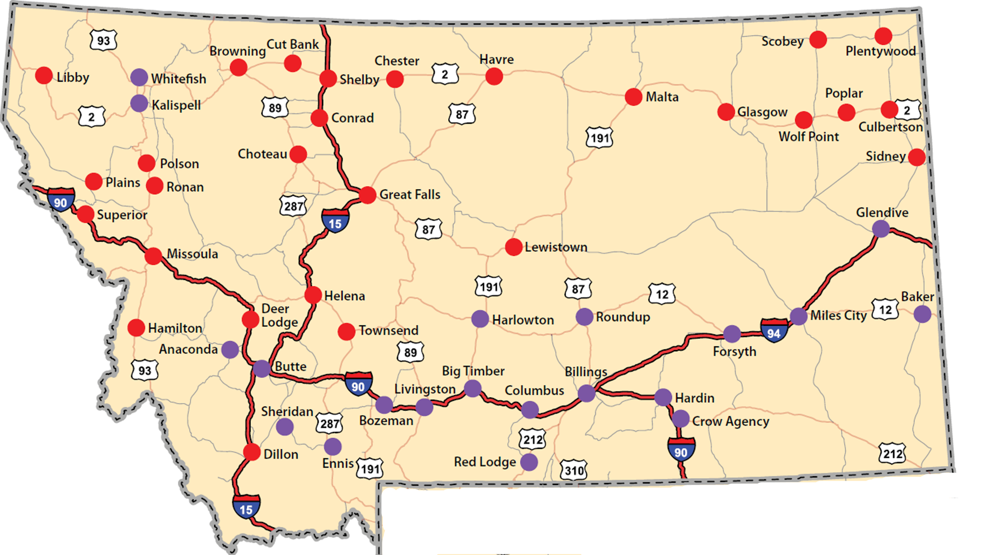 93
Cut Bank
Browning
Scobey
Plentywood
Chester
Havre
2
Libby
Whitefish
Shelby
Kalispell
Malta
Poplar
89
87
2
Glasgow
2
Conrad
Culbertson
Wolf Point
191
Choteau
Sidney
Polson
Plains
Ronan
Great Falls
90
287
Superior
15
87
Glendive
Missoula
Lewistown
191
87
12
Helena
Baker
Deer
Lodge
12
Miles City
Harlowton
Roundup
Hamilton
Townsend
94
Anaconda
89
Forsyth
Butte
93
Big Timber
Billings
90
Livingston
Columbus
Hardin
Sheridan
Bozeman
287
Crow Agency
212
90
212
Dillon
Ennis
191
Red Lodge
310
15